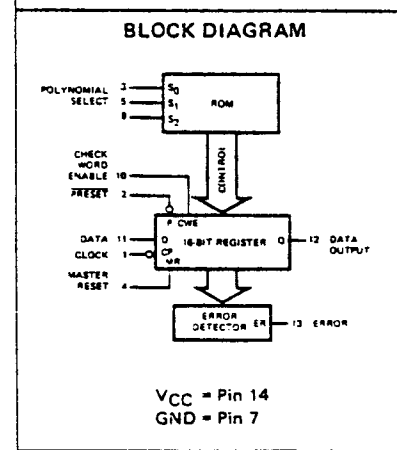 BLOCK DIAGRAM
POLYNOMIAL SELECT
3 S0
5 S1
8 S2
ROM
CONTROL
CHECK WORD ENABLE 10
PRESET 2
P CWE
DATA 11 D
16-BIT REGISTER
Q 12 DATA OUTPUT
CLOCK 1 CP
MASTER RESET 4 MR
ERROR DETECTOR
ER 13 ERROR
VCC = Pin 14
GND = Pin 7